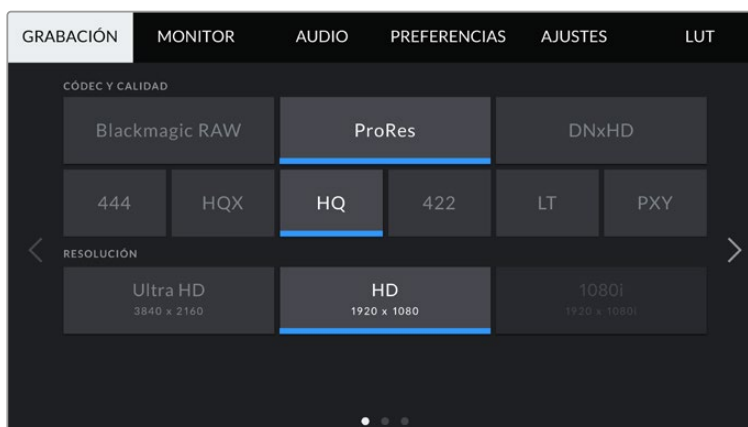 GRABACIÓN MONITOR AUDIO PREFERENCIAS AJUSTES LUT
CÓDEC Y CALIDAD
Blackmagic RAW ProRes DNxHD
444 HQX HQ 422 LT PXY
RESOLUCIÓN
Ultra HD HD 1080i
3840 x 2160 1920 x 1080 1920 x 1080i